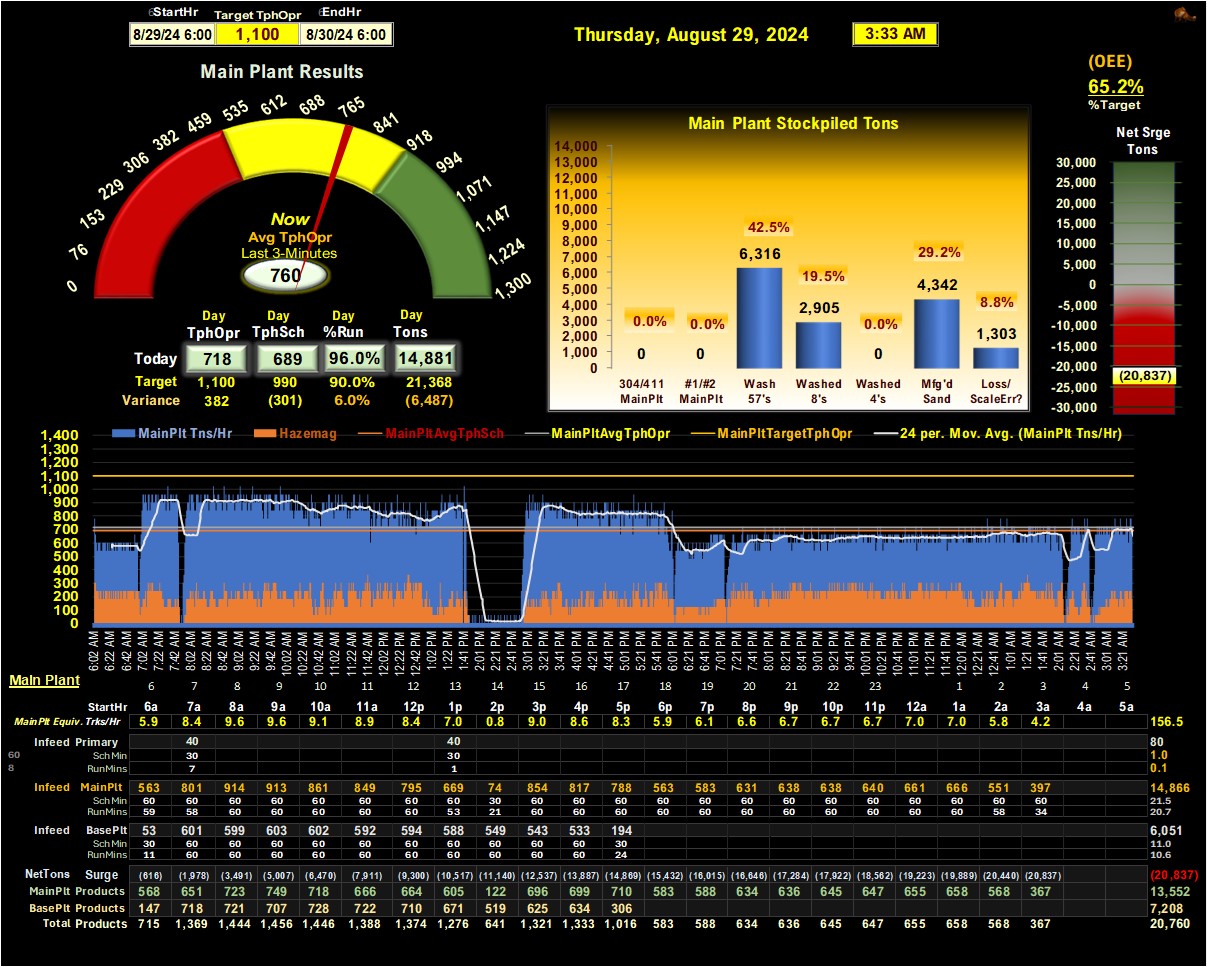 StartHr Target TphOpr EndHr
8/29/24 6:00 1,100 8/30/24 6:00
Thursday, August 29, 2024 3:33 AM
(OEE)
65.2%
%Target
Main Plant Results
0 76 153 229 306 382 459 535 612 688 765 841 918 994 1,071 1,147 1,224 1,300
Now
Avg TphOpr
Last 3-Minutes
760
Day Day Day Day
TphOpr TphSch %Run Tons
Today 718 689 96.0% 14,881
Target 1,100 990 90.0% 21,368
Variance 382 (301) 6.0% (6,487)
Main Plant Stockpiled Tons
14,000
13,000
12,000
11,000
10,000
9,000
8,000
7,000
6,000
5,000
4,000
3,000
2,000
1,000
0
0.0% 0.0% 42.5% 19.5% 0.0% 29.2% 8.8%
0 0 6,316 2,905 0 4,342 1,303
304/411 #1/#2 Wash Washed Washed Mfg'd Loss/
MainPlt MainPlt 57's 8's 4's Sand ScaleErr?
Net Srge
Tons
30,000
25,000
20,000
15,000
10,000
5,000
0
-5,000
-10,000
-15,000
-20,000
(20,837)
-25,000
-30,000
MainPlt Tns/Hr Hazemag MainPltAvgTphSch MainPltAvgTphOpr MainPltTargetTphOpr 24 per. Mov. Avg. (MainPlt Tns/Hr)
1,400
1,300
1,200
1,100
1,000
900
800
700
600
500
400
300
200
100
0
6:02 AM 6:22 AM 6:42 AM 7:02 AM 7:22 AM 7:42 AM 8:02 AM 8:22 AM 8:42 AM 9:02 AM 9:22 AM 9:42 AM 10:02 AM 10:22 AM 10:42 AM 11:02 AM 11:22 AM 11:42 AM 12:02 PM 12:22 PM 12:42 PM 1:02 PM 1:22 PM 1:41 PM 2:01 PM 2:21 PM 2:41 PM 3:01 PM 3:21 PM 3:41 PM 4:01 PM 4:21 PM 4:41 PM 5:01 PM 5:21 PM 5:41 PM 6:01 PM 6:21 PM 6:41 PM 7:01 PM 7:21 PM 7:41 PM 8:01 PM 8:21 PM 8:41 PM 9:01 PM 9:21 PM 9:41 PM 10:01 PM 10:21 PM 10:41 PM 11:01 PM 11:21 PM 11:41 PM 12:01 AM 12:21 AM 12:41 AM 1:01 AM 1:21 AM 1:41 AM 2:01 AM 2:21 AM 2:41 AM 3:01 AM 3:21 AM
Main Plant 6 7 8 9 10 11 12 13 14 15 16 17 18 19 20 21 22 23 1 2 3 4 5
StartHr 6a 7a 8a 9a 10a 11a 12p 1p 2p 3p 4p 5p 6p 7p 8p 9p 10p 11p 12a 1a 2a 3a 4a 5a
MainPlt Equiv. Trks/Hr 5.9 8.4 9.6 9.6 9.1 8.9 8.4 7.0 0.8 9.0 8.6 8.3 5.9 6.1 6.6 6.7 6.7 6.7 7.0 7.0 5.8 4.2 156.5
Infeed Primary 40 40 80
60 Sch Min 30 30 1.0
8 RunMins 7 1 0.1
Infeed MainPlt 563 801 914 913 861 849 795 669 74 854 817 788 563 583 631 638 638 640 661 666 551 397 14,866
Sch Min 60 60 60 60 60 60 60 60 30 60 60 60 60 60 60 60 60 60 60 60 60 60 21.5
RunMins 59 58 60 60 60 60 60 53 21 60 60 60 60 60 60 60 60 60 60 60 58 34 20.7
Infeed BasePlt 53 601 599 603 602 592 594 588 549 543 533 194 6,051
Sch Min 30 60 60 60 60 60 60 60 60 60 60 30 11.0
RunMins 11 60 60 60 60 60 60 60 60 60 60 24 10.6
NetTons Surge (616) (1,978) (3,491) (5,007) (6,470) (7,911) (9,300) (10,517) (11,140) (12,537) (13,887) (14,869) (15,432) (16,015) (16,646) (17,284) (17,922) (18,562) (19,223) (19,889) (20,440) (20,837) (20,837)
MainPlt Products 568 651 723 749 718 666 664 605 122 696 699 710 583 588 634 636 645 647 655 658 568 367 13,552
BasePlt Products 147 718 721 707 728 722 710 671 519 625 634 306 7,208
Total Products 715 1,369 1,444 1,456 1,446 1,388 1,374 1,276 641 1,321 1,333 1,016 583 588 634 636 645 647 655 658 568 367 20,760